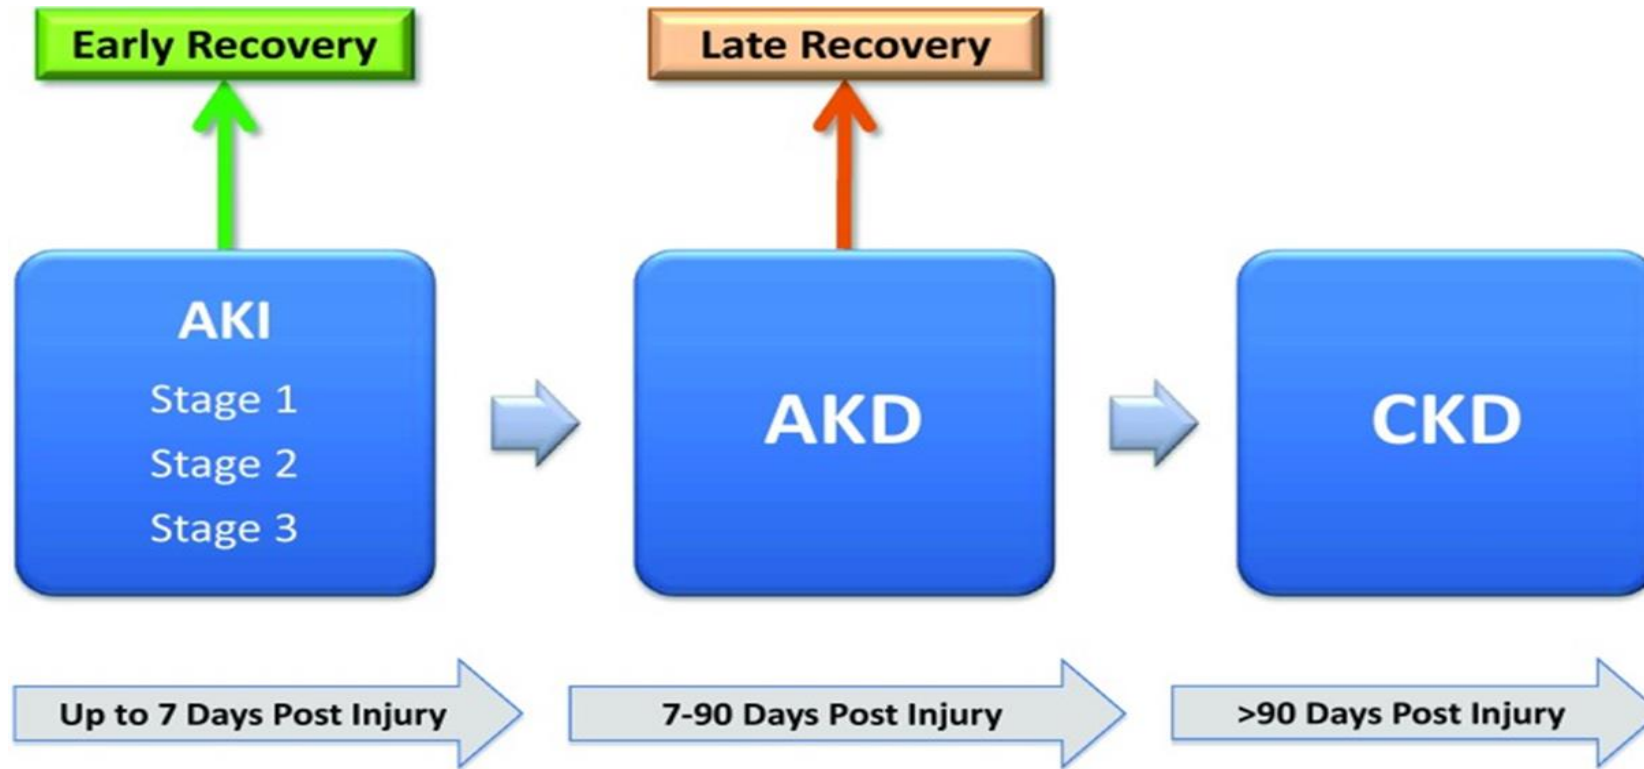 Early Recovery
Late Recovery
AKI
Stage 1
Stage 2
Stage 3
AKD
CKD
Up to 7 Days Post Injury
7-90 Days Post Injury
>90 Days Post Injury